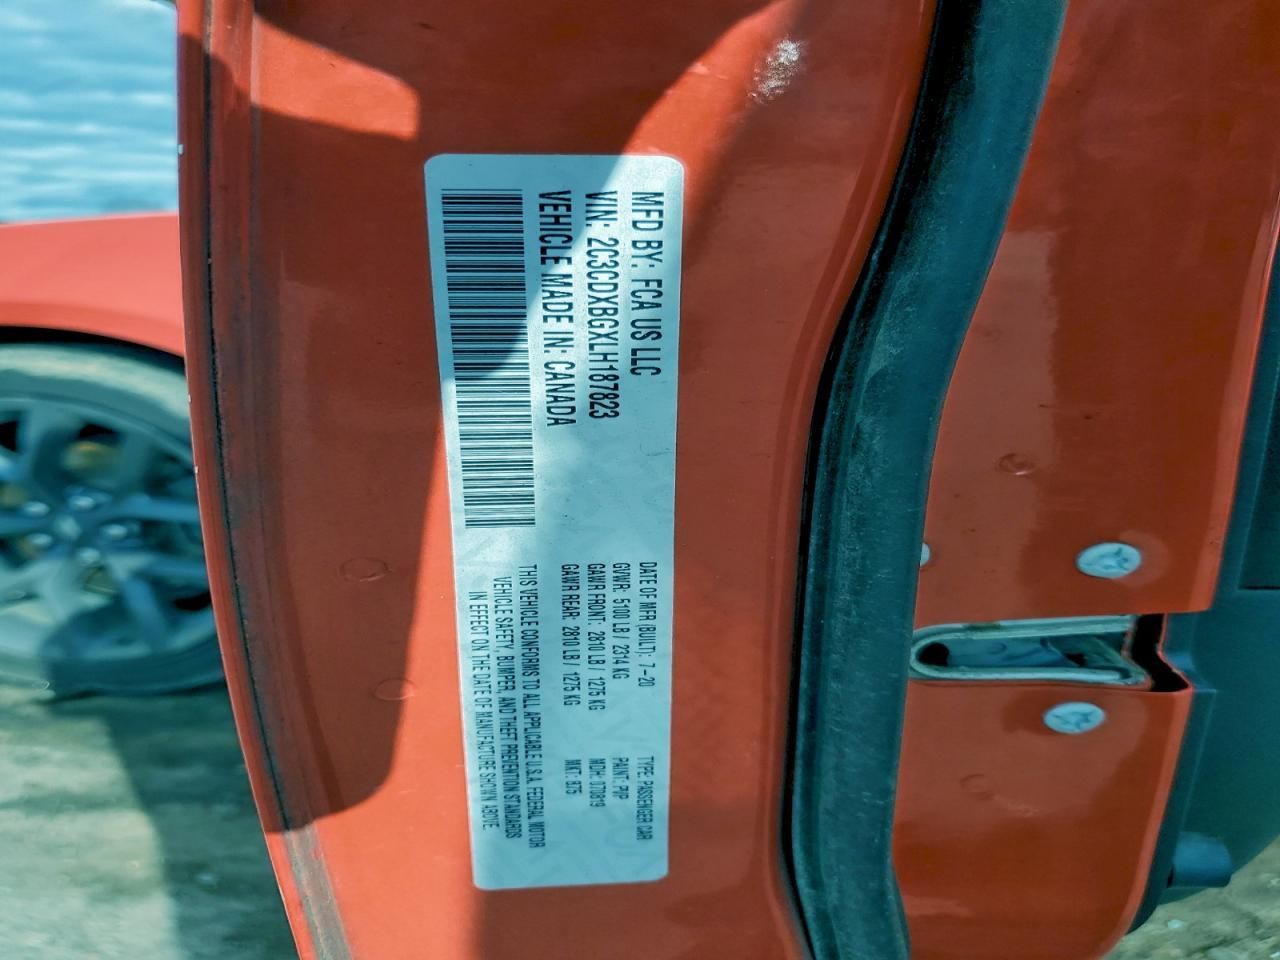 MFD BY: FCA US LLC
VIN: 2C3CDXBGXLH187823
VEHICLE MADE IN: CANADA
DATE OF MFR (BUILT): 7-20
GVWR: 5100 LB / 2314 KG
GAWR FRONT: 2810 LB / 1275 KG
GAWR REAR: 2810 LB / 1275 KG
TYPE: PASSENGER CAR
PAINT: PVP
MDH: 070819
MKT: 875
THIS VEHICLE CONFORMS TO ALL APPLICABLE U.S.A. FEDERAL MOTOR
VEHICLE SAFETY, BUMPER, AND THEFT PREVENTION STANDARDS
IN EFFECT ON THE DATE OF MANUFACTURE SHOWN ABOVE.